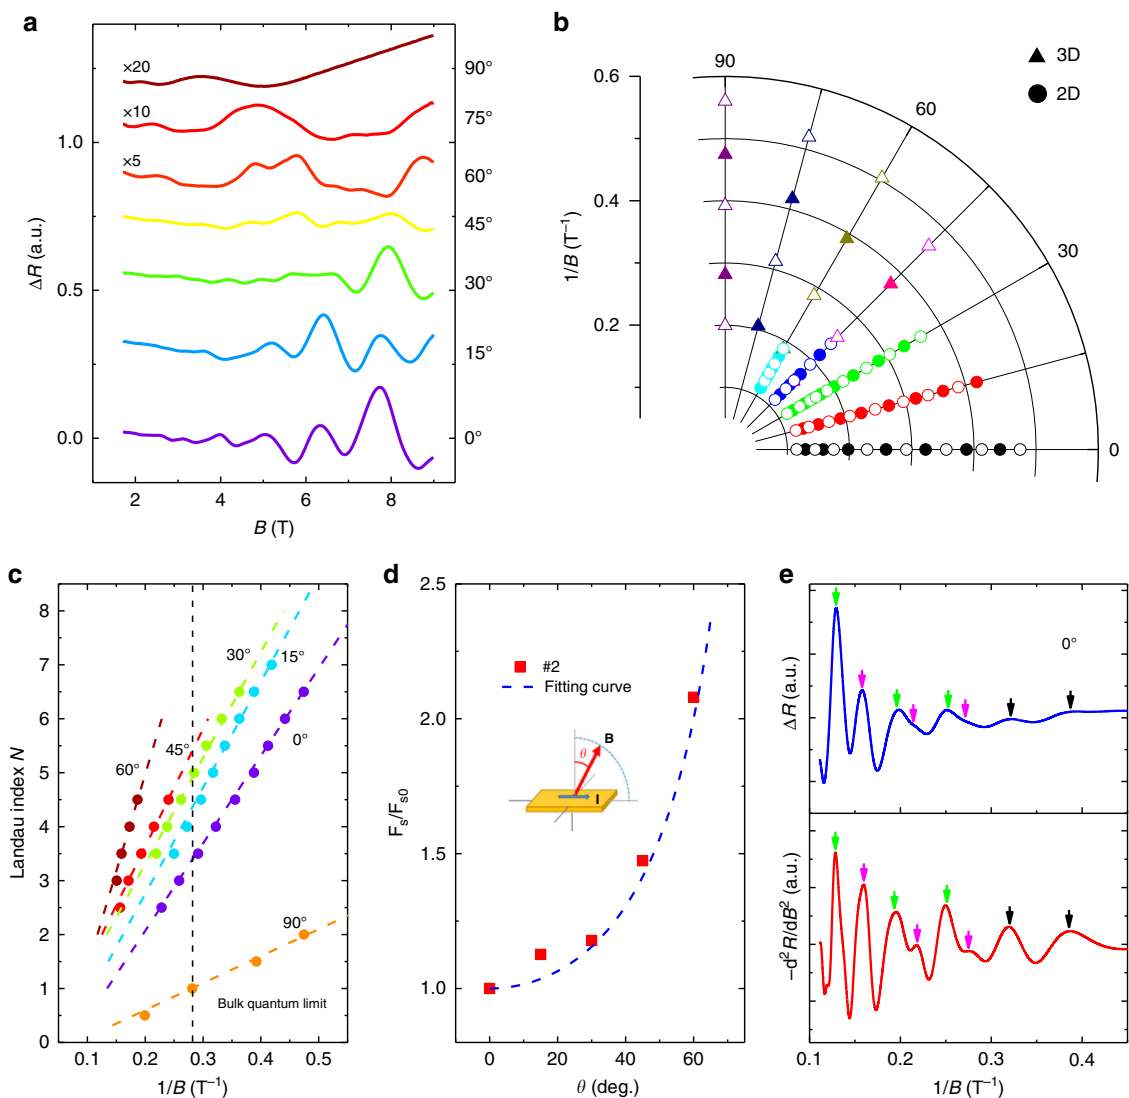 a
×20
×10
×5
90°
75°
60°
45°
30°
15°
0°
1.0
0.5
0.0
ΔR (a.u.)
2
4
6
8
B (T)
b
90
60
30
0
3D
2D
0.6
0.4
0.2
1/B (T⁻¹)
c
8
7
6
5
4
3
2
1
0
Landau index N
30°
15°
45°
0°
60°
90°
Bulk quantum limit
0.1
0.2
0.3
0.4
0.5
1/B (T⁻¹)
d
2.5
2.0
1.5
1.0
Fs/Fs0
#2
Fitting curve
B
θ
I
0
20
40
60
θ (deg.)
e
0°
ΔR (a.u.)
−d²R/dB² (a.u.)
0.1
0.2
0.3
0.4
1/B (T⁻¹)